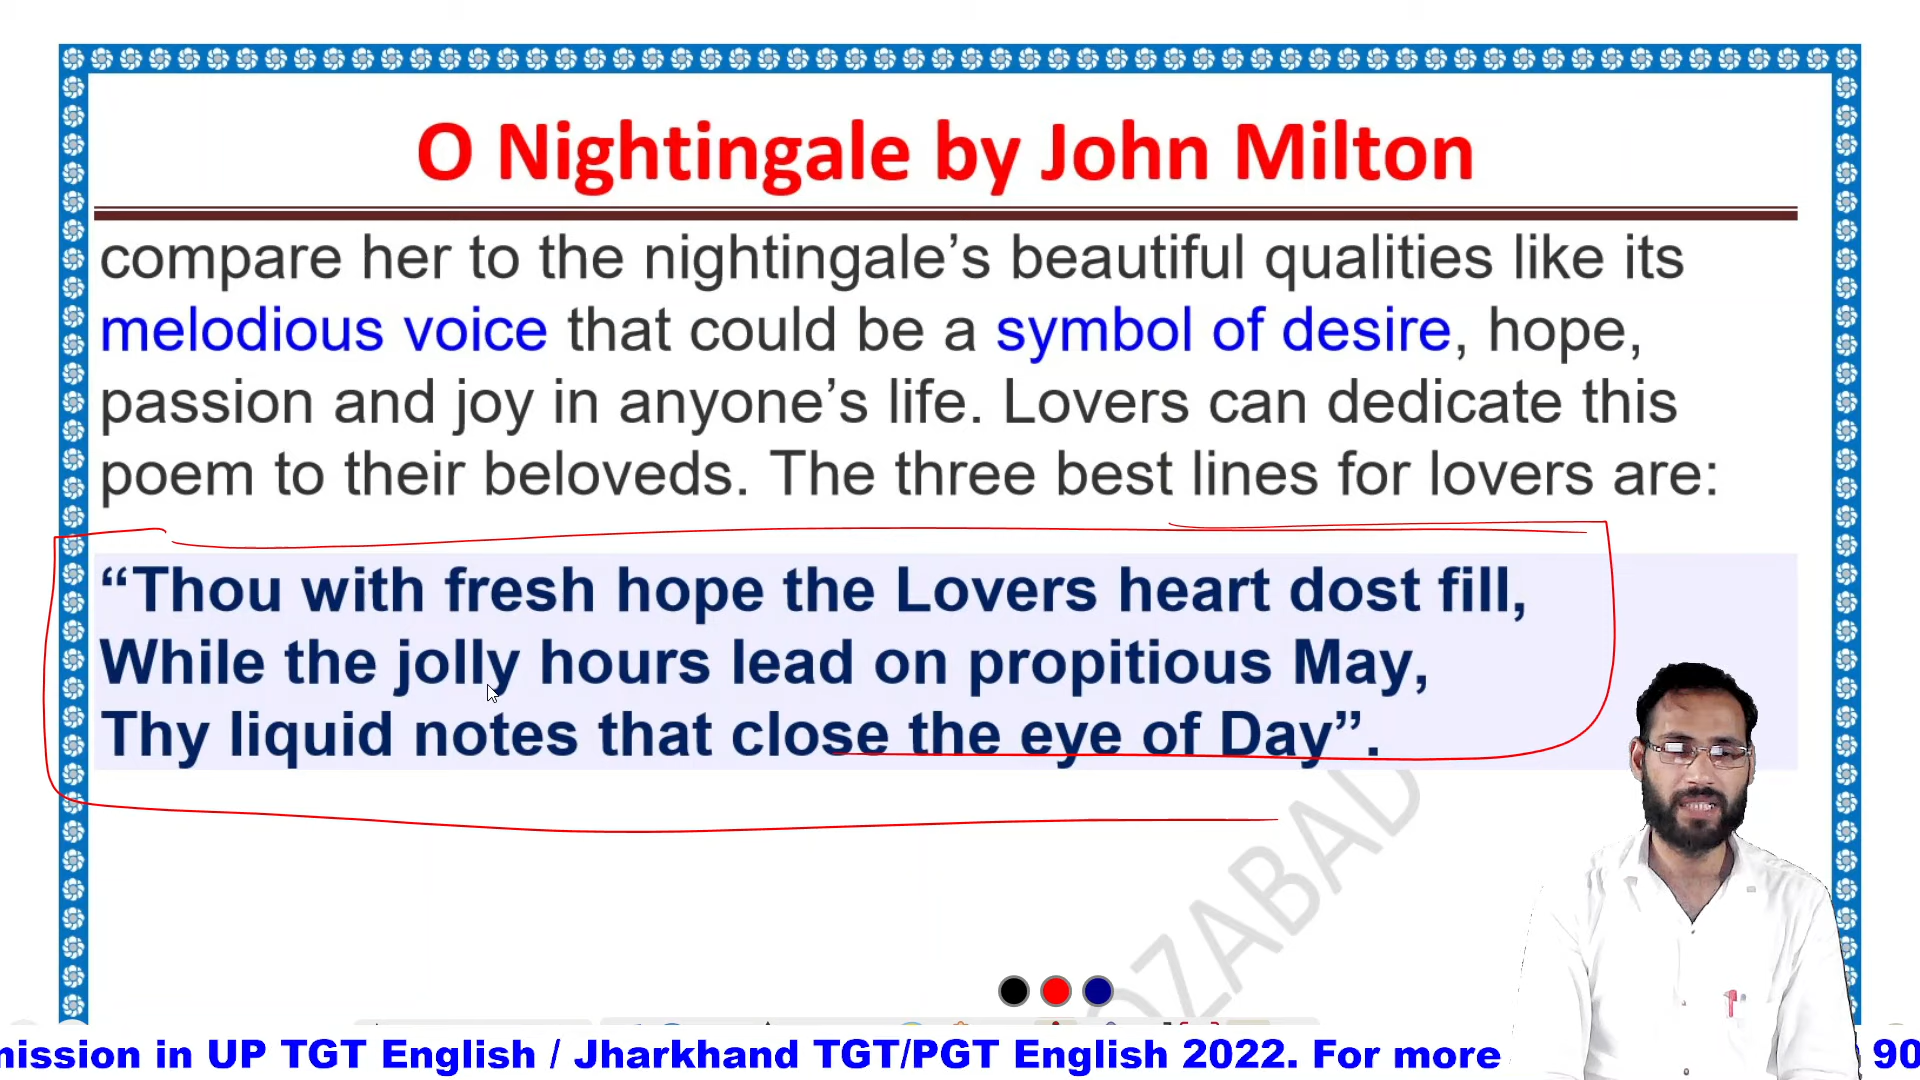 O Nightingale by John Milton
compare her to the nightingale’s beautiful qualities like its
melodious voice that could be a symbol of desire, hope,
passion and joy in anyone’s life. Lovers can dedicate this
poem to their beloveds. The three best lines for lovers are:
“Thou with fresh hope the Lovers heart dost fill,
While the jolly hours lead on propitious May,
Thy liquid notes that close the eye of Day”.
OZABAD
mission in UP TGT English / Jharkhand TGT/PGT English 2022. For more
90